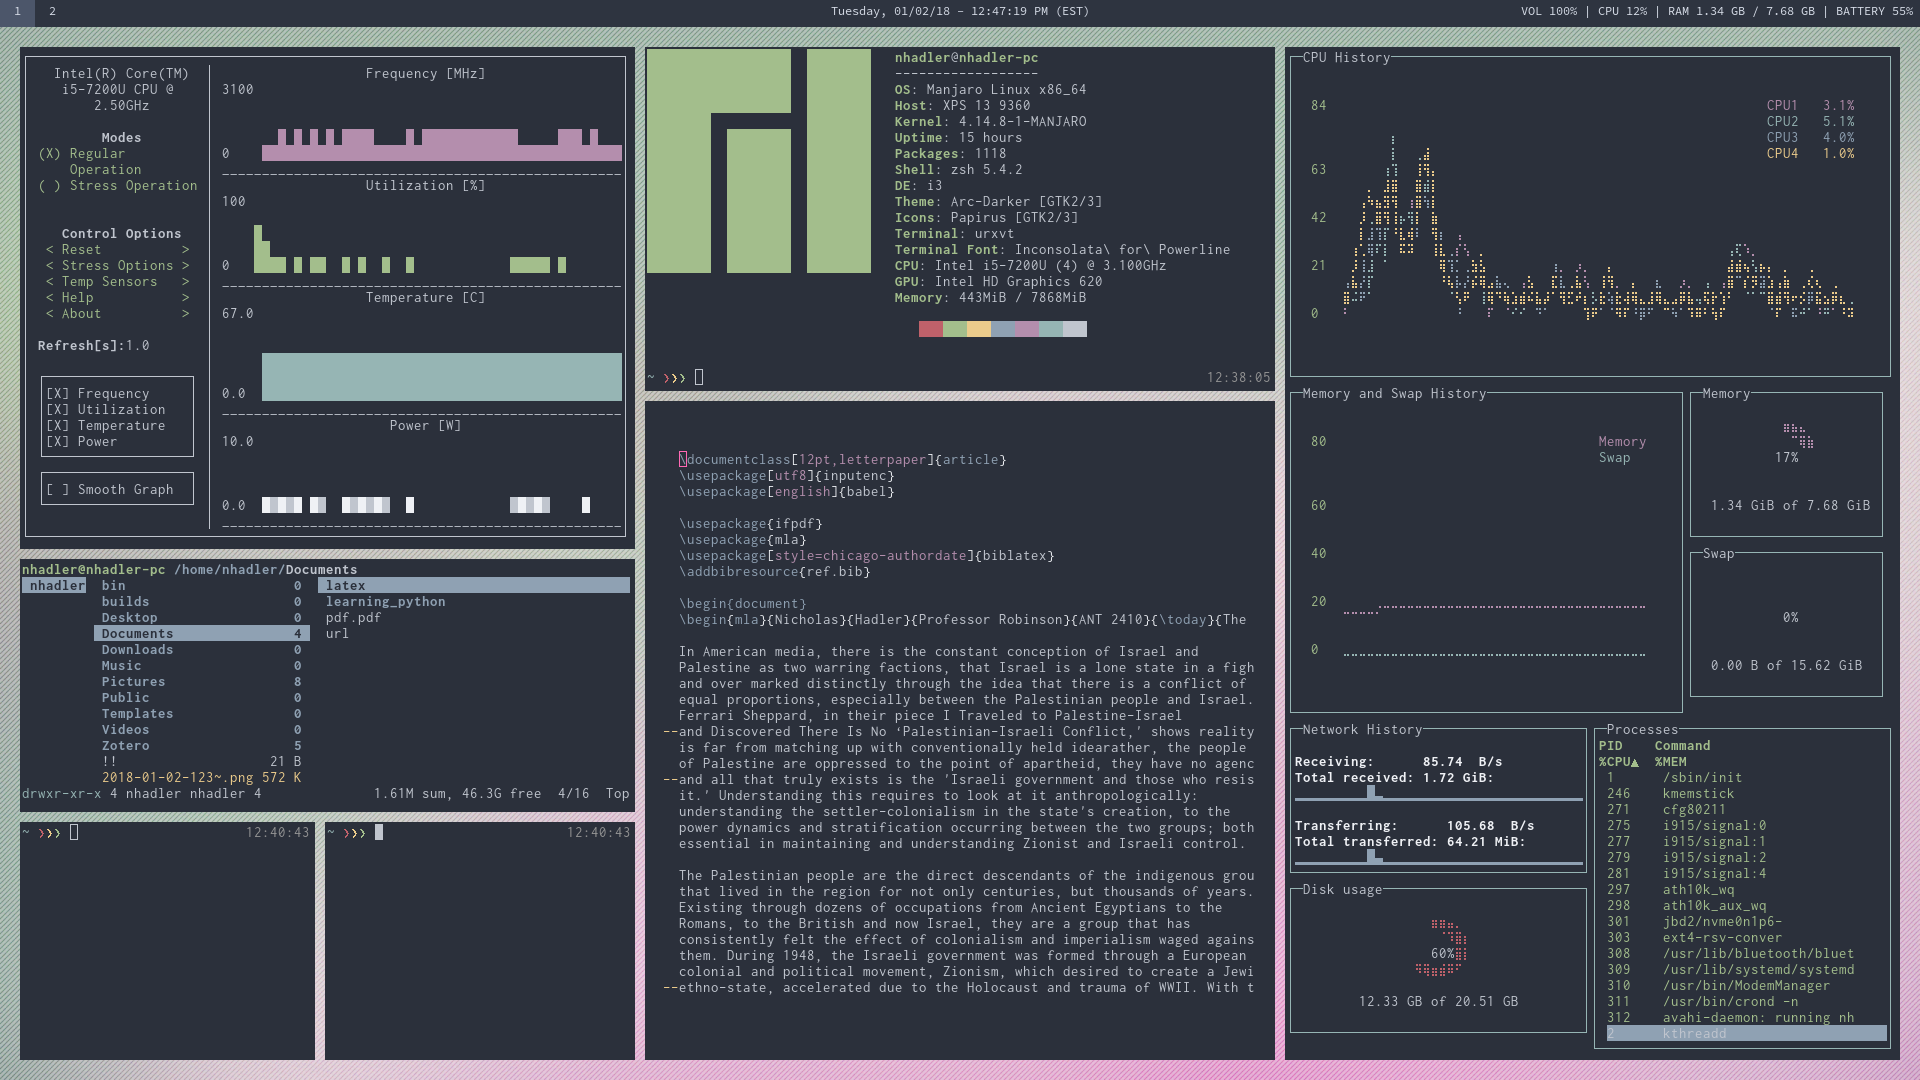 1 2 Tuesday, 01/02/18 - 12:47:19 PM (EST) VOL 100% | CPU 12% | RAM 1.34 GB / 7.68 GB | BATTERY 55%
Intel(R) Core(TM)
i5-7200U CPU @
2.50GHz
Modes
(X) Regular
Operation
( ) Stress Operation
Control Options
< Reset >
< Stress Options >
< Temp Sensors >
< Help >
< About >
Refresh[s]:1.0
[X] Frequency
[X] Utilization
[X] Temperature
[X] Power
[ ] Smooth Graph
Frequency [MHz]
3100
0
Utilization [%]
100
0
Temperature [C]
67.0
0.0
Power [W]
10.0
0.0
nhadler@nhadler-pc /home/nhadler/Documents
nhadler bin 0 latex
builds 0 learning_python
Desktop 0 pdf.pdf
Documents 4 url
Downloads 0
Music 0
Pictures 8
Public 0
Templates 0
Videos 0
Zotero 5
!! 21 B
2018-01-02-123~.png 572 K
drwxr-xr-x 4 nhadler nhadler 4 1.61M sum, 46.3G free 4/16 Top
~ ❯❯❯ 12:40:43
~ ❯❯❯ 12:40:43
nhadler@nhadler-pc
------------------
OS: Manjaro Linux x86_64
Host: XPS 13 9360
Kernel: 4.14.8-1-MANJARO
Uptime: 15 hours
Packages: 1118
Shell: zsh 5.4.2
DE: i3
Theme: Arc-Darker [GTK2/3]
Icons: Papirus [GTK2/3]
Terminal: urxvt
Terminal Font: Inconsolata\ for\ Powerline
CPU: Intel i5-7200U (4) @ 3.100GHz
GPU: Intel HD Graphics 620
Memory: 443MiB / 7868MiB
~ ❯❯❯ 12:38:05
\documentclass[12pt,letterpaper]{article}
\usepackage[utf8]{inputenc}
\usepackage[english]{babel}
\usepackage{ifpdf}
\usepackage{mla}
\usepackage[style=chicago-authordate]{biblatex}
\addbibresource{ref.bib}
\begin{document}
\begin{mla}{Nicholas}{Hadler}{Professor Robinson}{ANT 2410}{\today}{The
In American media, there is the constant conception of Israel and
Palestine as two warring factions, that Israel is a lone state in a figh
and over marked distinctly through the idea that there is a conflict of
equal proportions, especially between the Palestinian people and Israel.
Ferrari Sheppard, in their piece I Traveled to Palestine-Israel
--and Discovered There Is No ‘Palestinian-Israeli Conflict,’ shows reality
is far from matching up with conventionally held idearather, the people
of Palestine are oppressed to the point of apartheid, they have no agenc
--and all that truly exists is the 'Israeli government and those who resis
it.' Understanding this requires to look at it anthropologically:
understanding the settler-colonialism in the state's creation, to the
power dynamics and stratification occurring between the two groups; both
essential in maintaining and understanding Zionist and Israeli control.
The Palestinian people are the direct descendants of the indigenous grou
that lived in the region for not only centuries, but thousands of years.
Existing through dozens of occupations from Ancient Egyptians to the
Romans, to the British and now Israel, they are a group that has
consistently felt the effect of colonialism and imperialism waged agains
them. During 1948, the Israeli government was formed through a European
colonial and political movement, Zionism, which desired to create a Jewi
--ethno-state, accelerated due to the Holocaust and trauma of WWII. With t
CPU History
84
63
42
21
0
CPU1 3.1%
CPU2 5.1%
CPU3 4.0%
CPU4 1.0%
Memory and Swap History
80
60
40
20
0
Memory
Swap
Memory
17%
1.34 GiB of 7.68 GiB
Swap
0%
0.00 B of 15.62 GiB
Network History
Receiving: 85.74 B/s
Total received: 1.72 GiB:
Transferring: 105.68 B/s
Total transferred: 64.21 MiB:
Disk usage
60%
12.33 GB of 20.51 GB
Processes
PID Command
%CPU▲ %MEM
1 /sbin/init
246 kmemstick
271 cfg80211
275 i915/signal:0
277 i915/signal:1
279 i915/signal:2
281 i915/signal:4
297 ath10k_wq
298 ath10k_aux_wq
301 jbd2/nvme0n1p6-
303 ext4-rsv-conver
308 /usr/lib/bluetooth/bluet
309 /usr/lib/systemd/systemd
310 /usr/bin/ModemManager
311 /usr/bin/crond -n
312 avahi-daemon: running nh
2 kthreadd